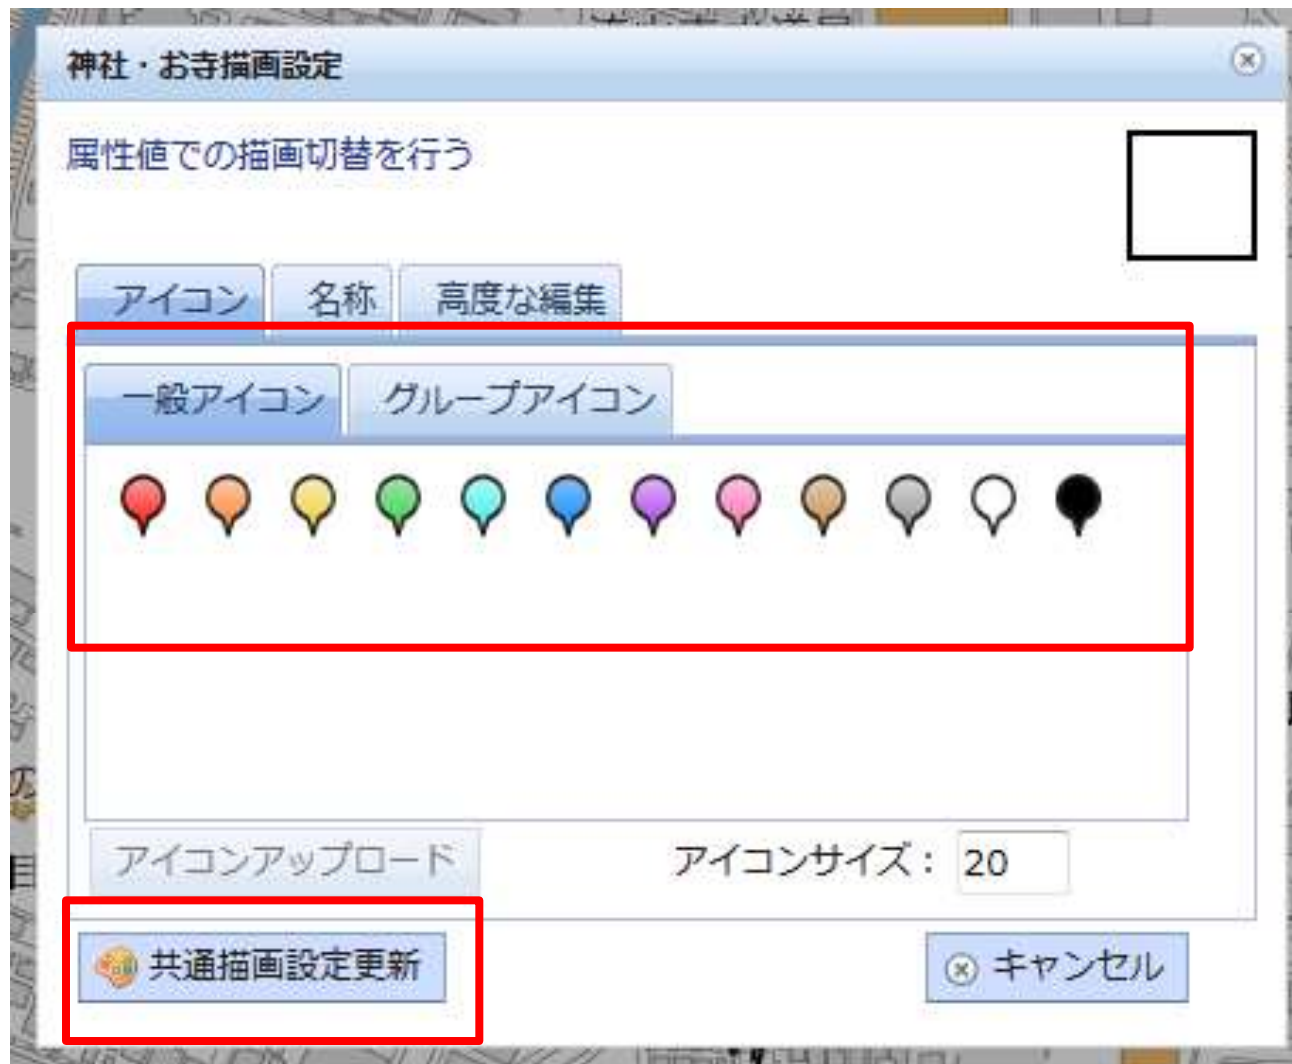 神社・お寺描画設定
属性値での描画切替を行う
アイコン 名称 高度な編集
一般アイコン グループアイコン
アイコンアップロード アイコンサイズ： 20
共通描画設定更新 キャンセル